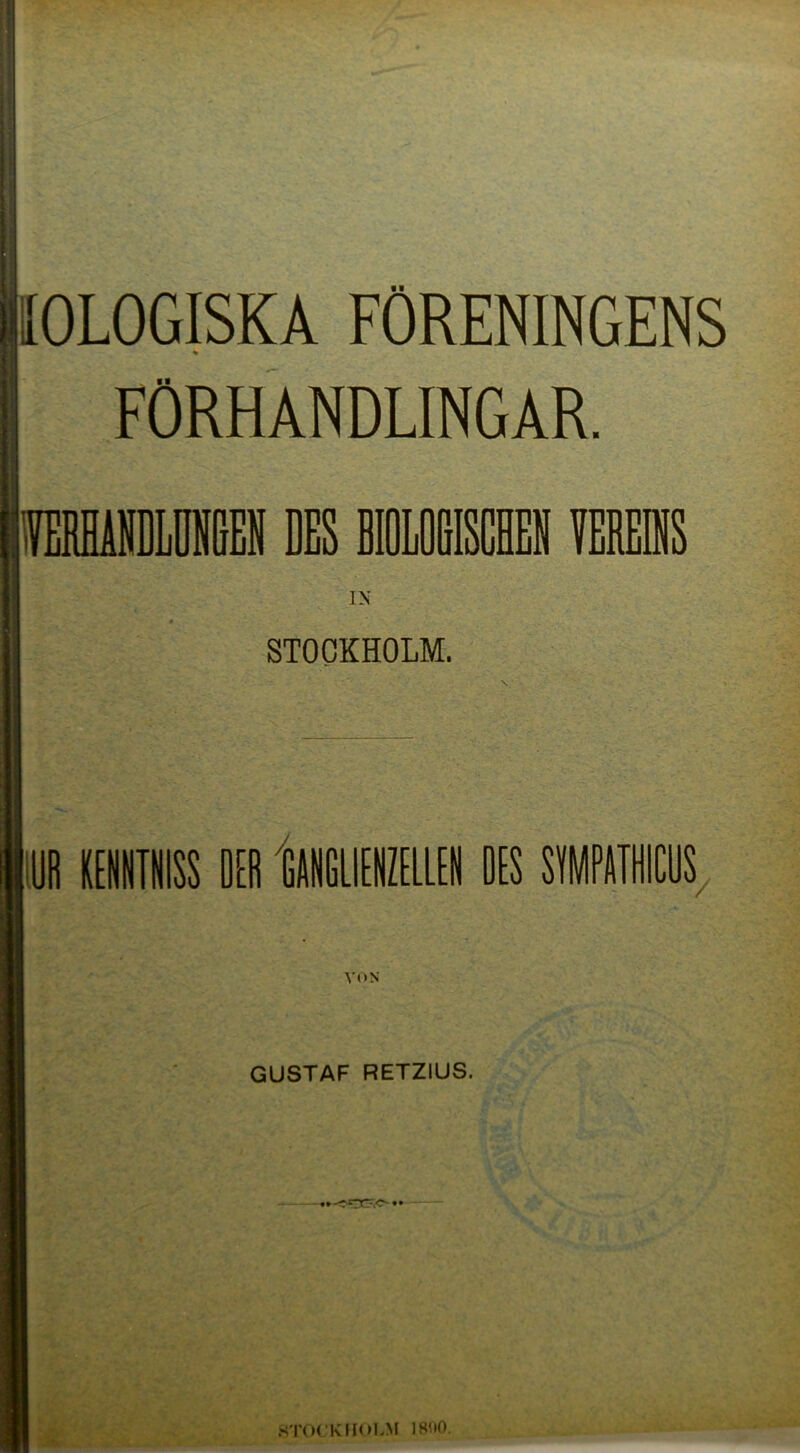 IOLOGISKA FÖRENINGENS
FÖRHANDLINGAR.
VERHANDLUNGEN DES BIOLOGISCHEN VEREINS
IN
STOCKHOLM.
UR KENNTNISS DER GANGLIENZELLEN DES SYMPATHICUS
VON
GUSTAF RETZIUS.
STOCKHOLM 1890.